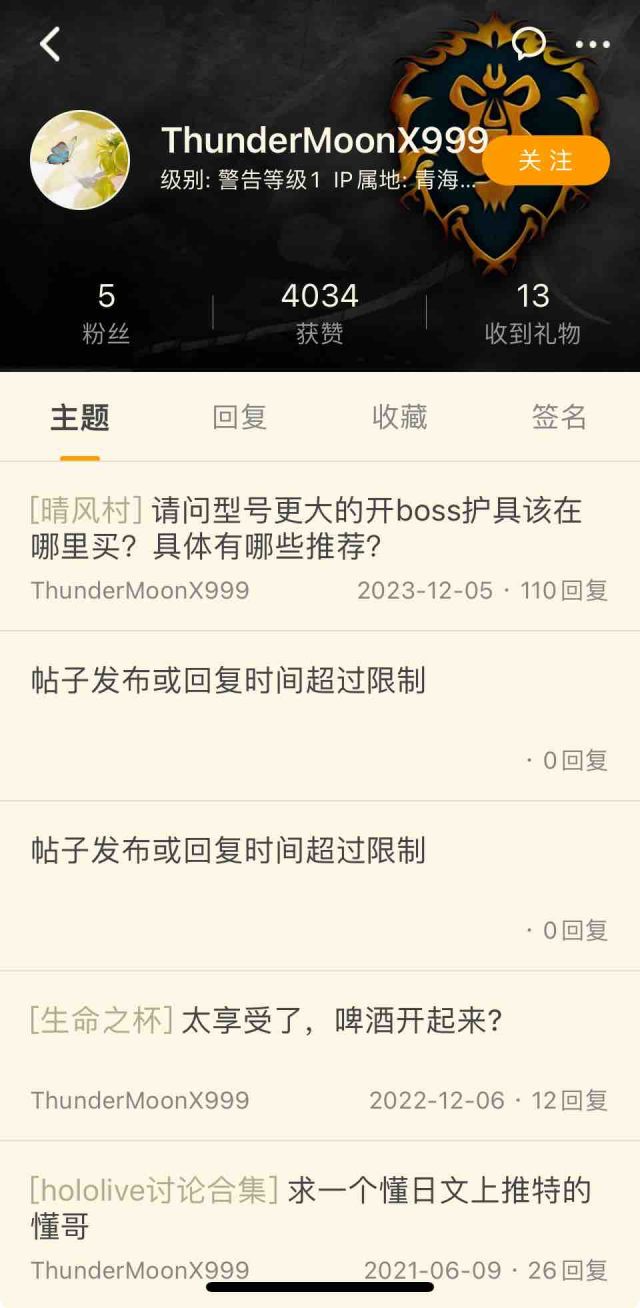 ThunderMoonX999
关注
级别: 警告等级1 IP属地: 青海...
5
4034
13
粉丝
获赞
收到礼物
主题
回复
收藏
签名
[晴风村] 请问型号更大的开boss护具该在
哪里买？具体有哪些推荐？
ThunderMoonX999
2023-12-05 · 110回复
帖子发布或回复时间超过限制
· 0回复
帖子发布或回复时间超过限制
· 0回复
[生命之杯] 太享受了，啤酒开起来？
ThunderMoonX999
2022-12-06 · 12回复
[hololive讨论合集] 求一个懂日文上推特的
懂哥
ThunderMoonX999
2021-06-09 · 26回复